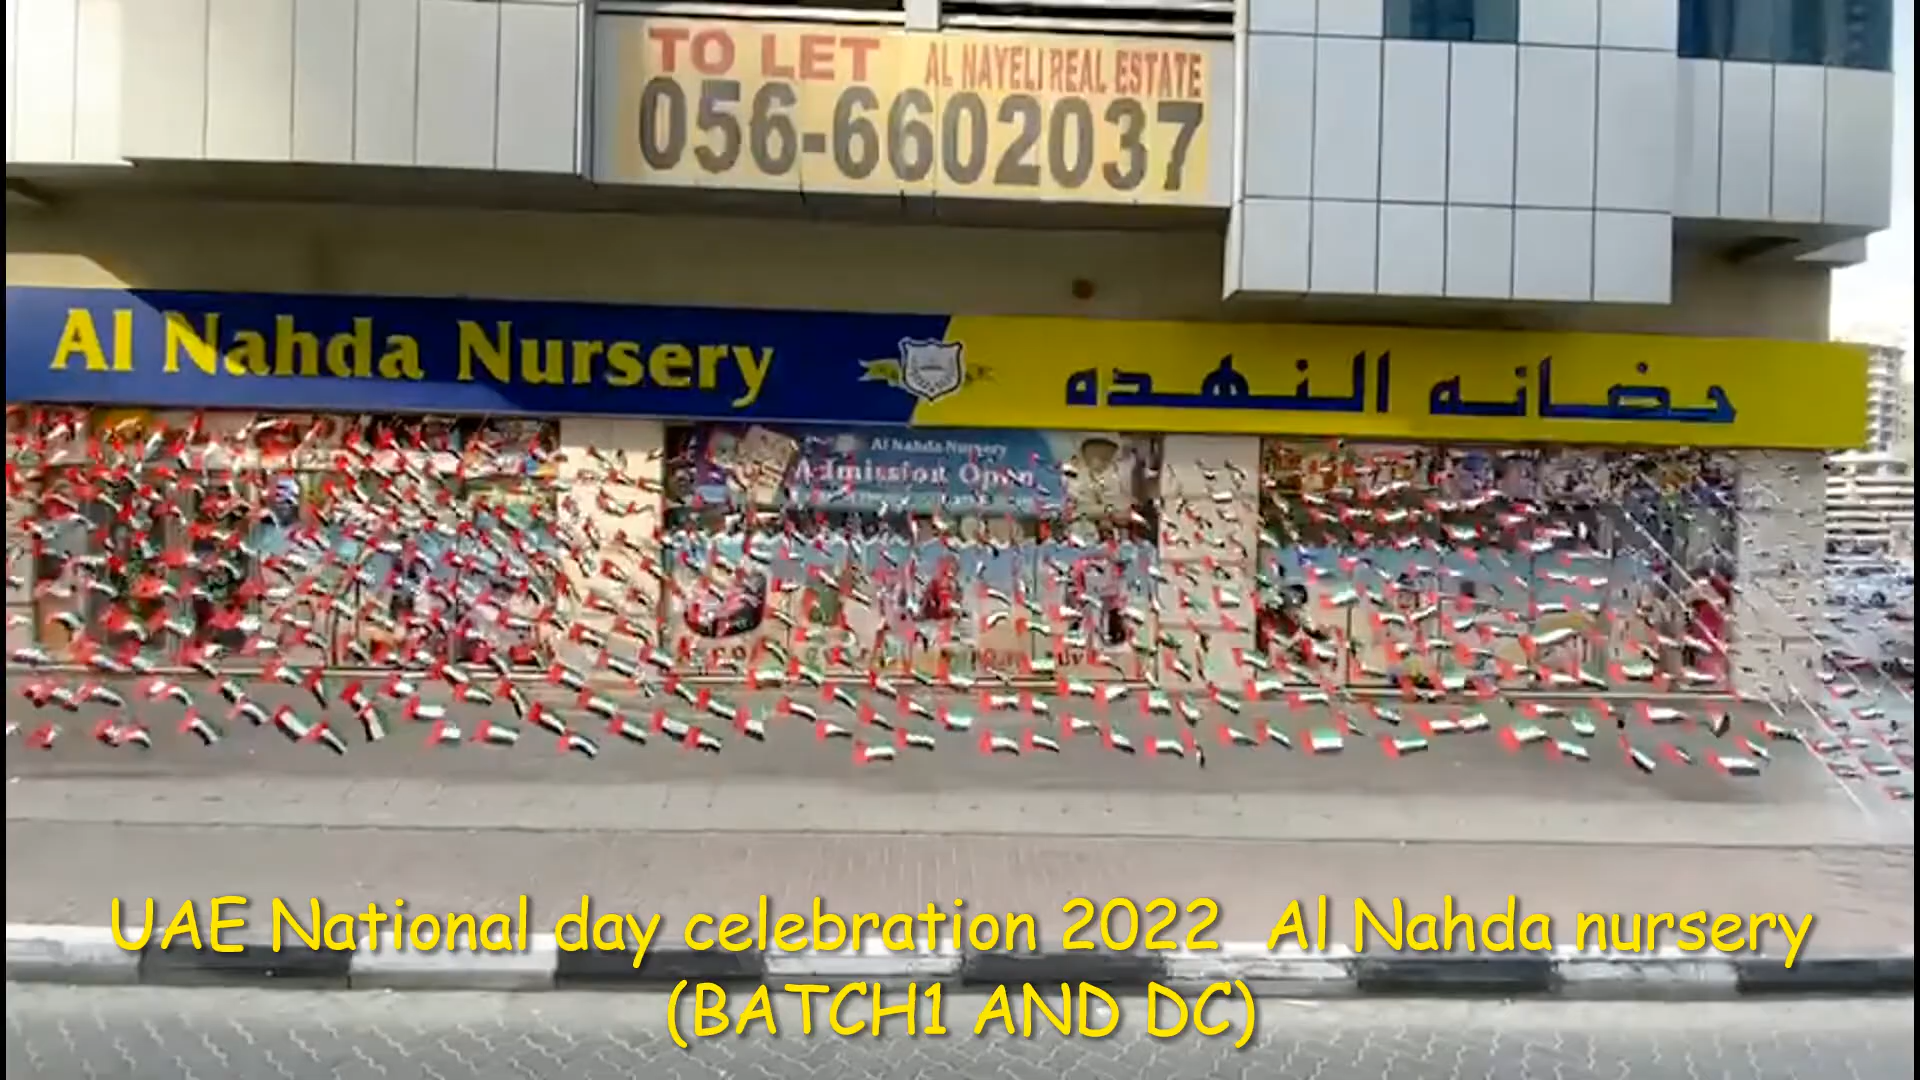 TO LET
AL NAYELI REAL ESTATE
056-6602037
Al Nahda Nursery
حضانه النهده
Al Nahda Nursery
Admission Open
UAE National day celebration 2022 Al Nahda nursery
(BATCH1 AND DC)